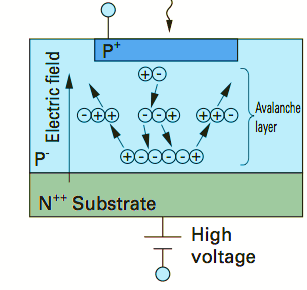 P⁺
Electric field
Avalanche
layer
P⁻
N⁺⁺ Substrate
High
voltage
+ −
− + +
− − +
+ + −
+ − − − − +